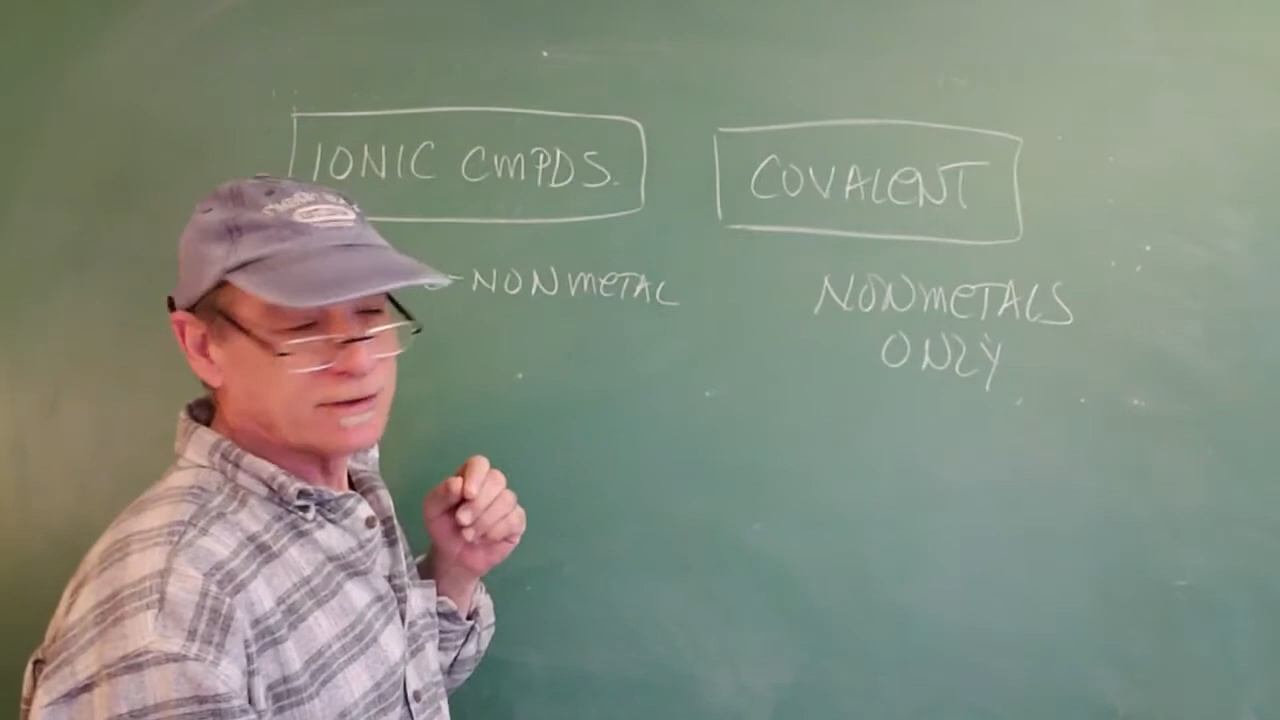 IONIC CMPDS.
COVALENT
-NONMETAL
NONMETALS
ONLY